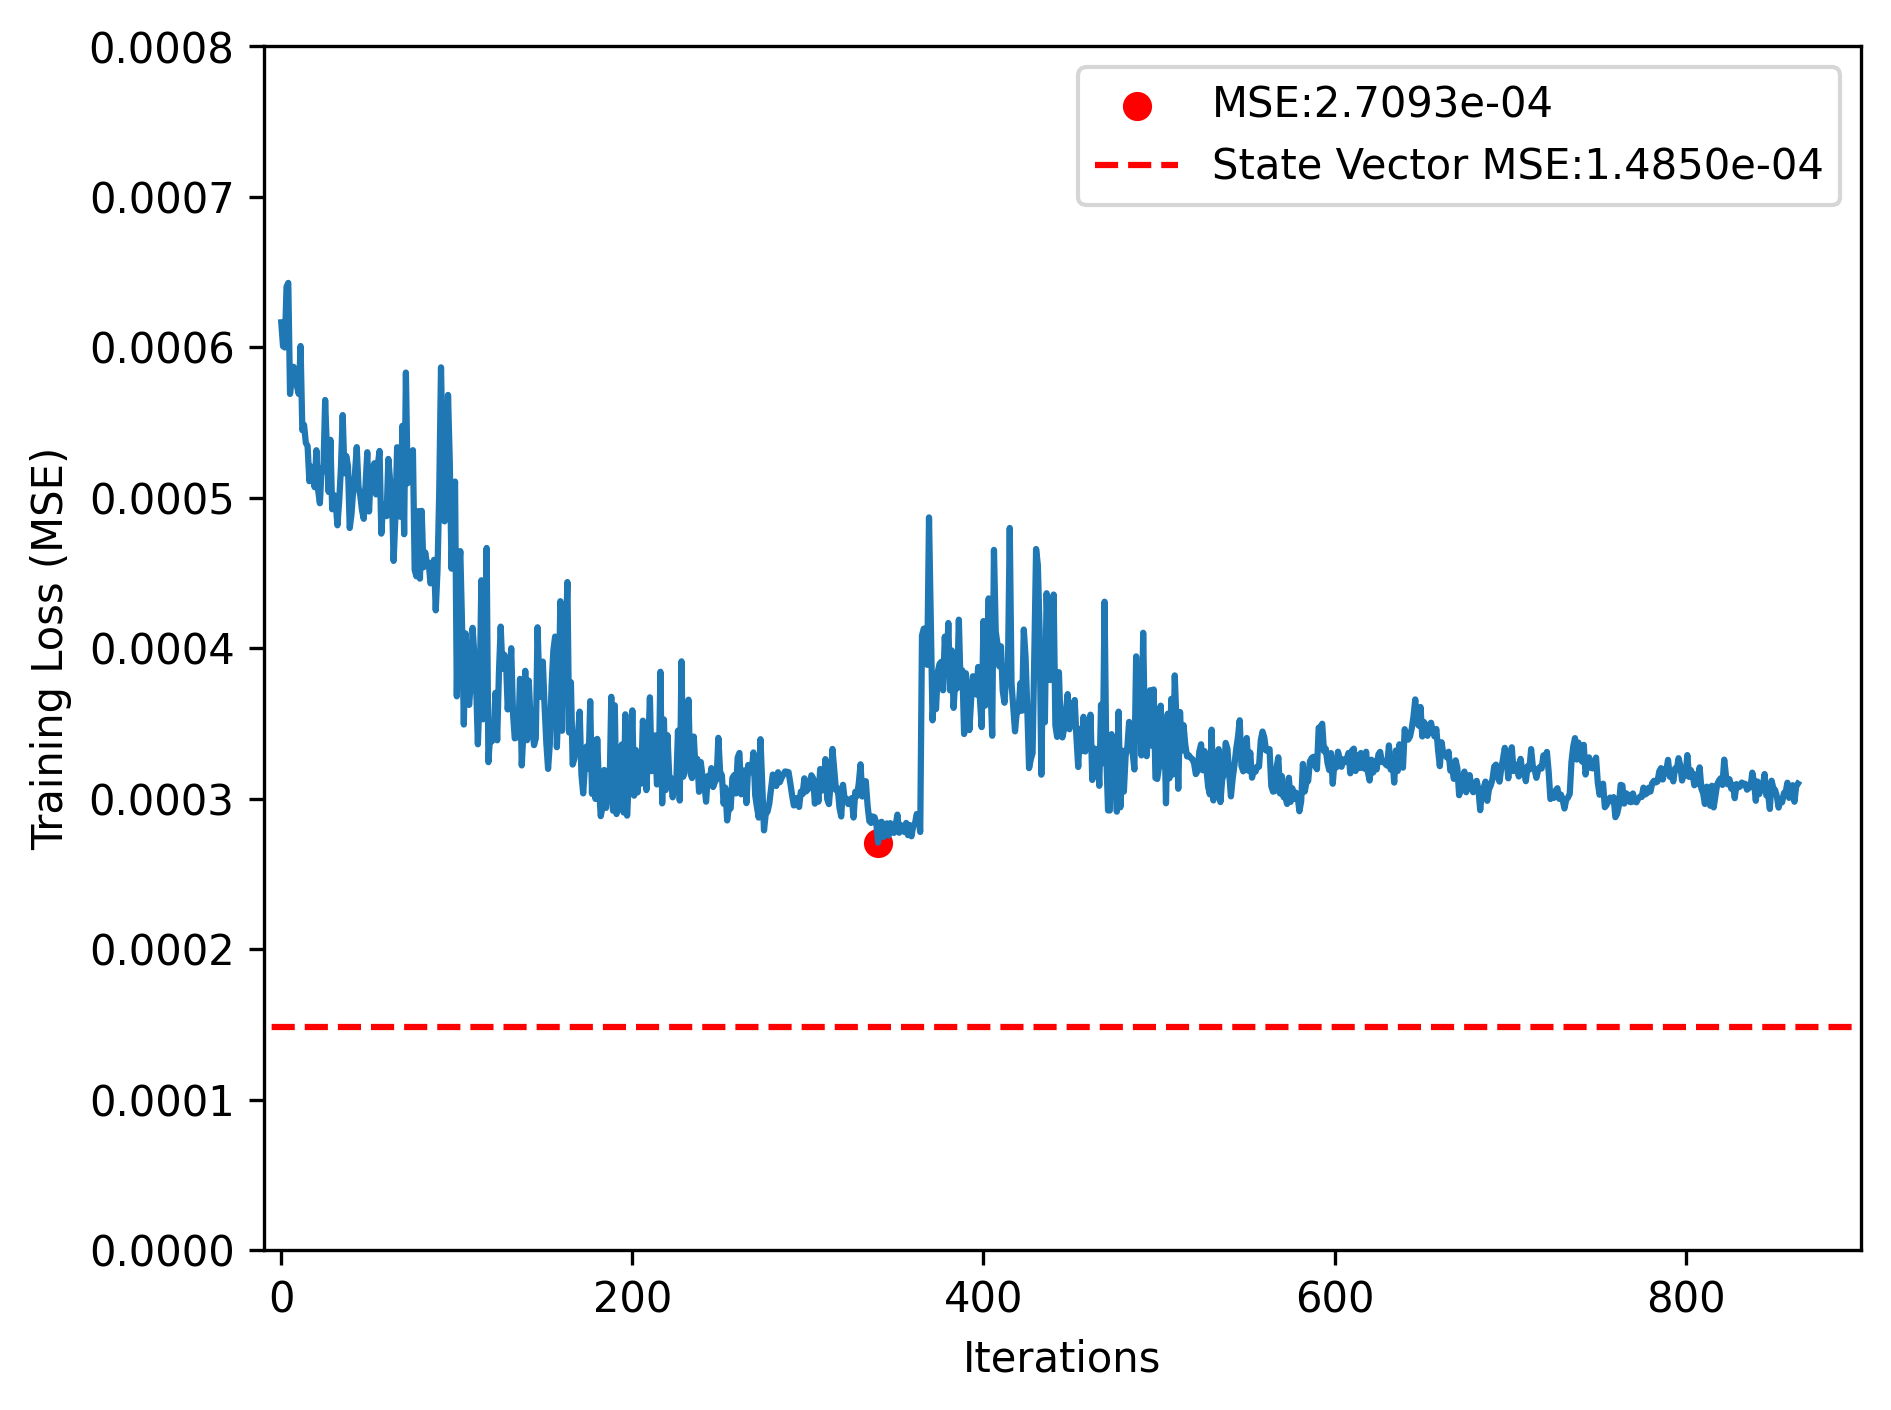 0.0008
0.0007
0.0006
0.0005
0.0004
0.0003
0.0002
0.0001
0.0000
Training Loss (MSE)
MSE:2.7093e-04
State Vector MSE:1.4850e-04
0 200 400 600 800
Iterations